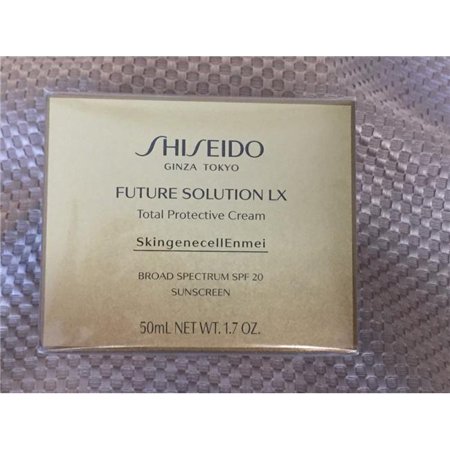 SHISEIDO
GINZA TOKYO
FUTURE SOLUTION LX
Total Protective Cream
SkingenecellEnmei
BROAD SPECTRUM SPF 20
SUNSCREEN
50mL NET WT. 1.7 OZ.